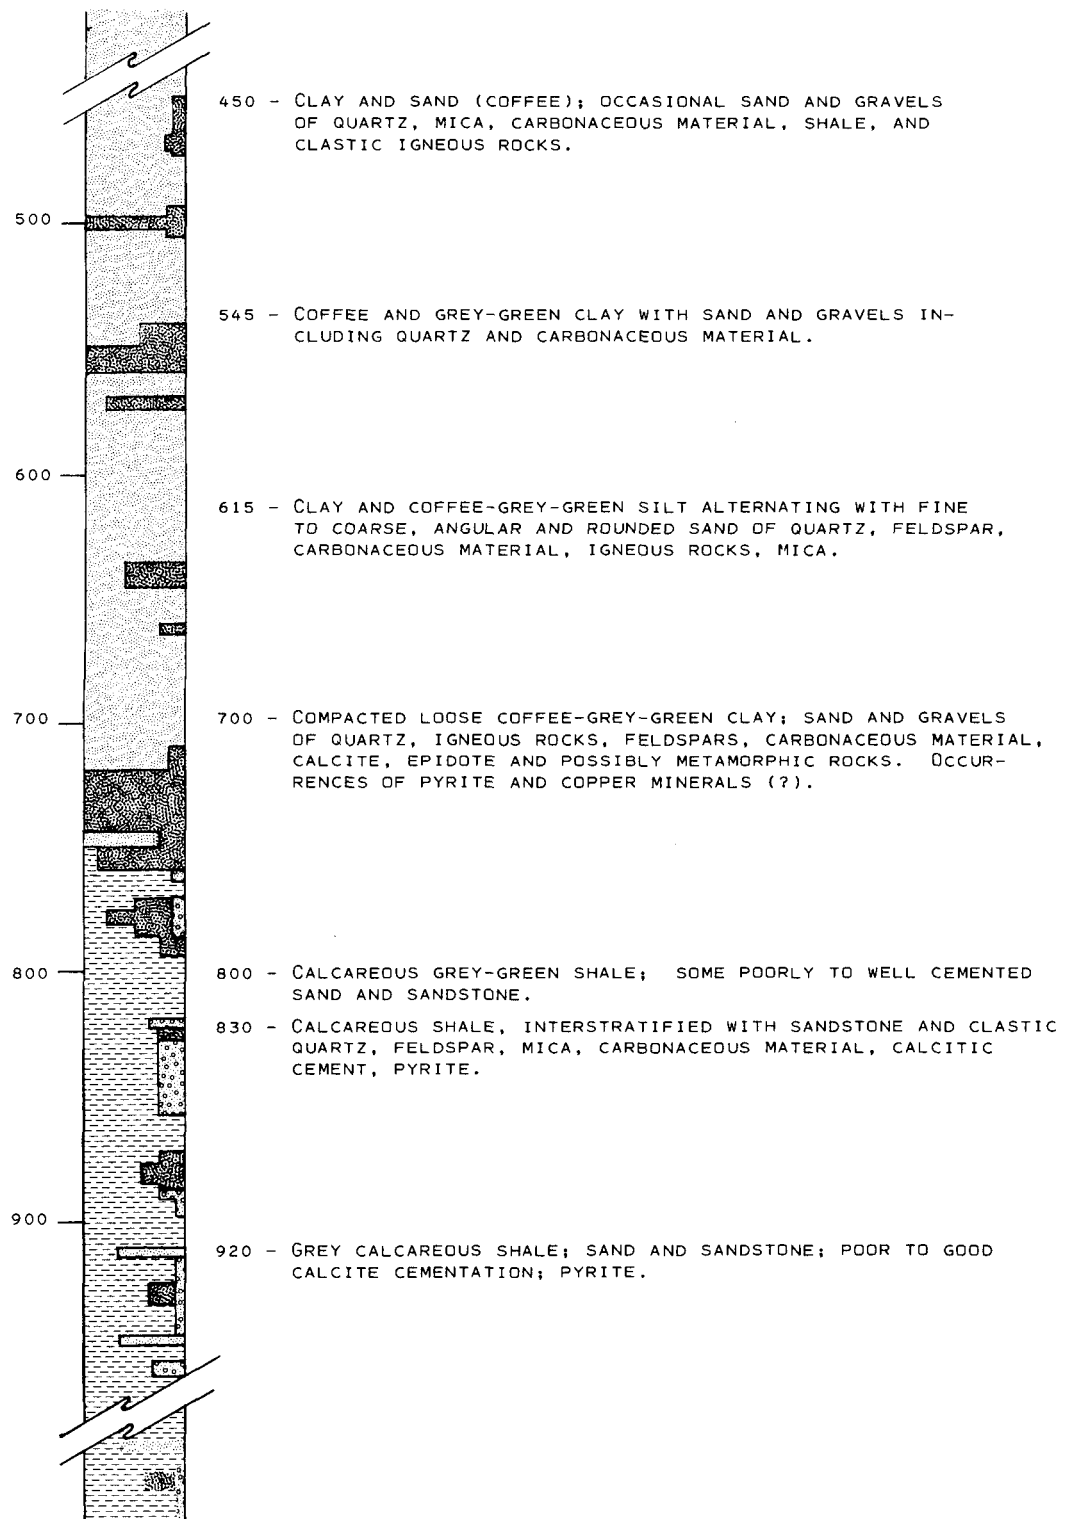 450 - CLAY AND SAND (COFFEE); OCCASIONAL SAND AND GRAVELS
OF QUARTZ, MICA, CARBONACEOUS MATERIAL, SHALE, AND
CLASTIC IGNEOUS ROCKS.
500
545 - COFFEE AND GREY-GREEN CLAY WITH SAND AND GRAVELS IN-
CLUDING QUARTZ AND CARBONACEOUS MATERIAL.
600
615 - CLAY AND COFFEE-GREY-GREEN SILT ALTERNATING WITH FINE
TO COARSE, ANGULAR AND ROUNDED SAND OF QUARTZ, FELDSPAR,
CARBONACEOUS MATERIAL, IGNEOUS ROCKS, MICA.
700
700 - COMPACTED LOOSE COFFEE-GREY-GREEN CLAY; SAND AND GRAVELS
OF QUARTZ, IGNEOUS ROCKS, FELDSPARS, CARBONACEOUS MATERIAL,
CALCITE, EPIDOTE AND POSSIBLY METAMORPHIC ROCKS. OCCUR-
RENCES OF PYRITE AND COPPER MINERALS (?).
800
800 - CALCAREOUS GREY-GREEN SHALE; SOME POORLY TO WELL CEMENTED
SAND AND SANDSTONE.
830 - CALCAREOUS SHALE, INTERSTRATIFIED WITH SANDSTONE AND CLASTIC
QUARTZ, FELDSPAR, MICA, CARBONACEOUS MATERIAL, CALCITIC
CEMENT, PYRITE.
900
920 - GREY CALCAREOUS SHALE; SAND AND SANDSTONE; POOR TO GOOD
CALCITE CEMENTATION; PYRITE.